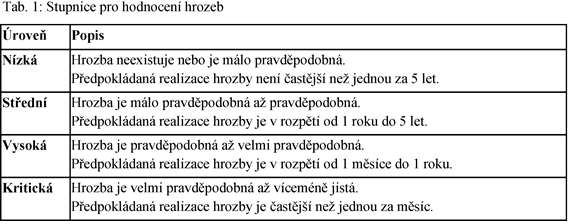 Tab. 1: Stupnice pro hodnocení hrozeb
Úroveň Popis
Nízká Hrozba neexistuje nebo je málo pravděpodobná.
Předpokládaná realizace hrozby není častější než jednou za 5 let.
Střední Hrozba je málo pravděpodobná až pravděpodobná.
Předpokládaná realizace hrozby je v rozpětí od 1 roku do 5 let.
Vysoká Hrozba je pravděpodobná až velmi pravděpodobná.
Předpokládaná realizace hrozby je v rozpětí od 1 měsíce do 1 roku.
Kritická Hrozba je velmi pravděpodobná až víceméně jistá.
Předpokládaná realizace hrozby je častější než jednou za měsíc.